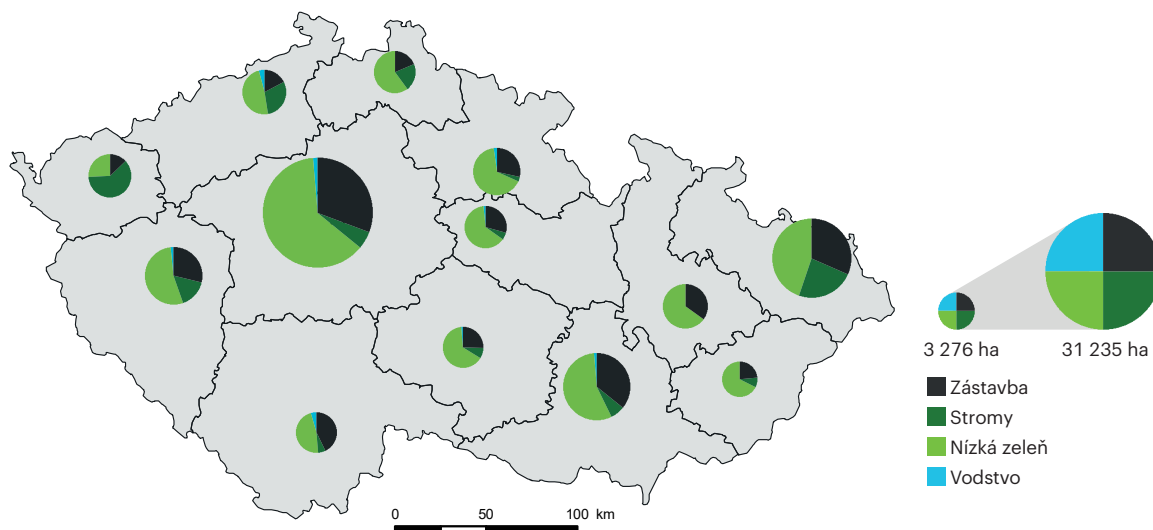 3 276 ha
31 235 ha
Zástavba
Stromy
Nízká zeleň
Vodstvo
0 50 100 km